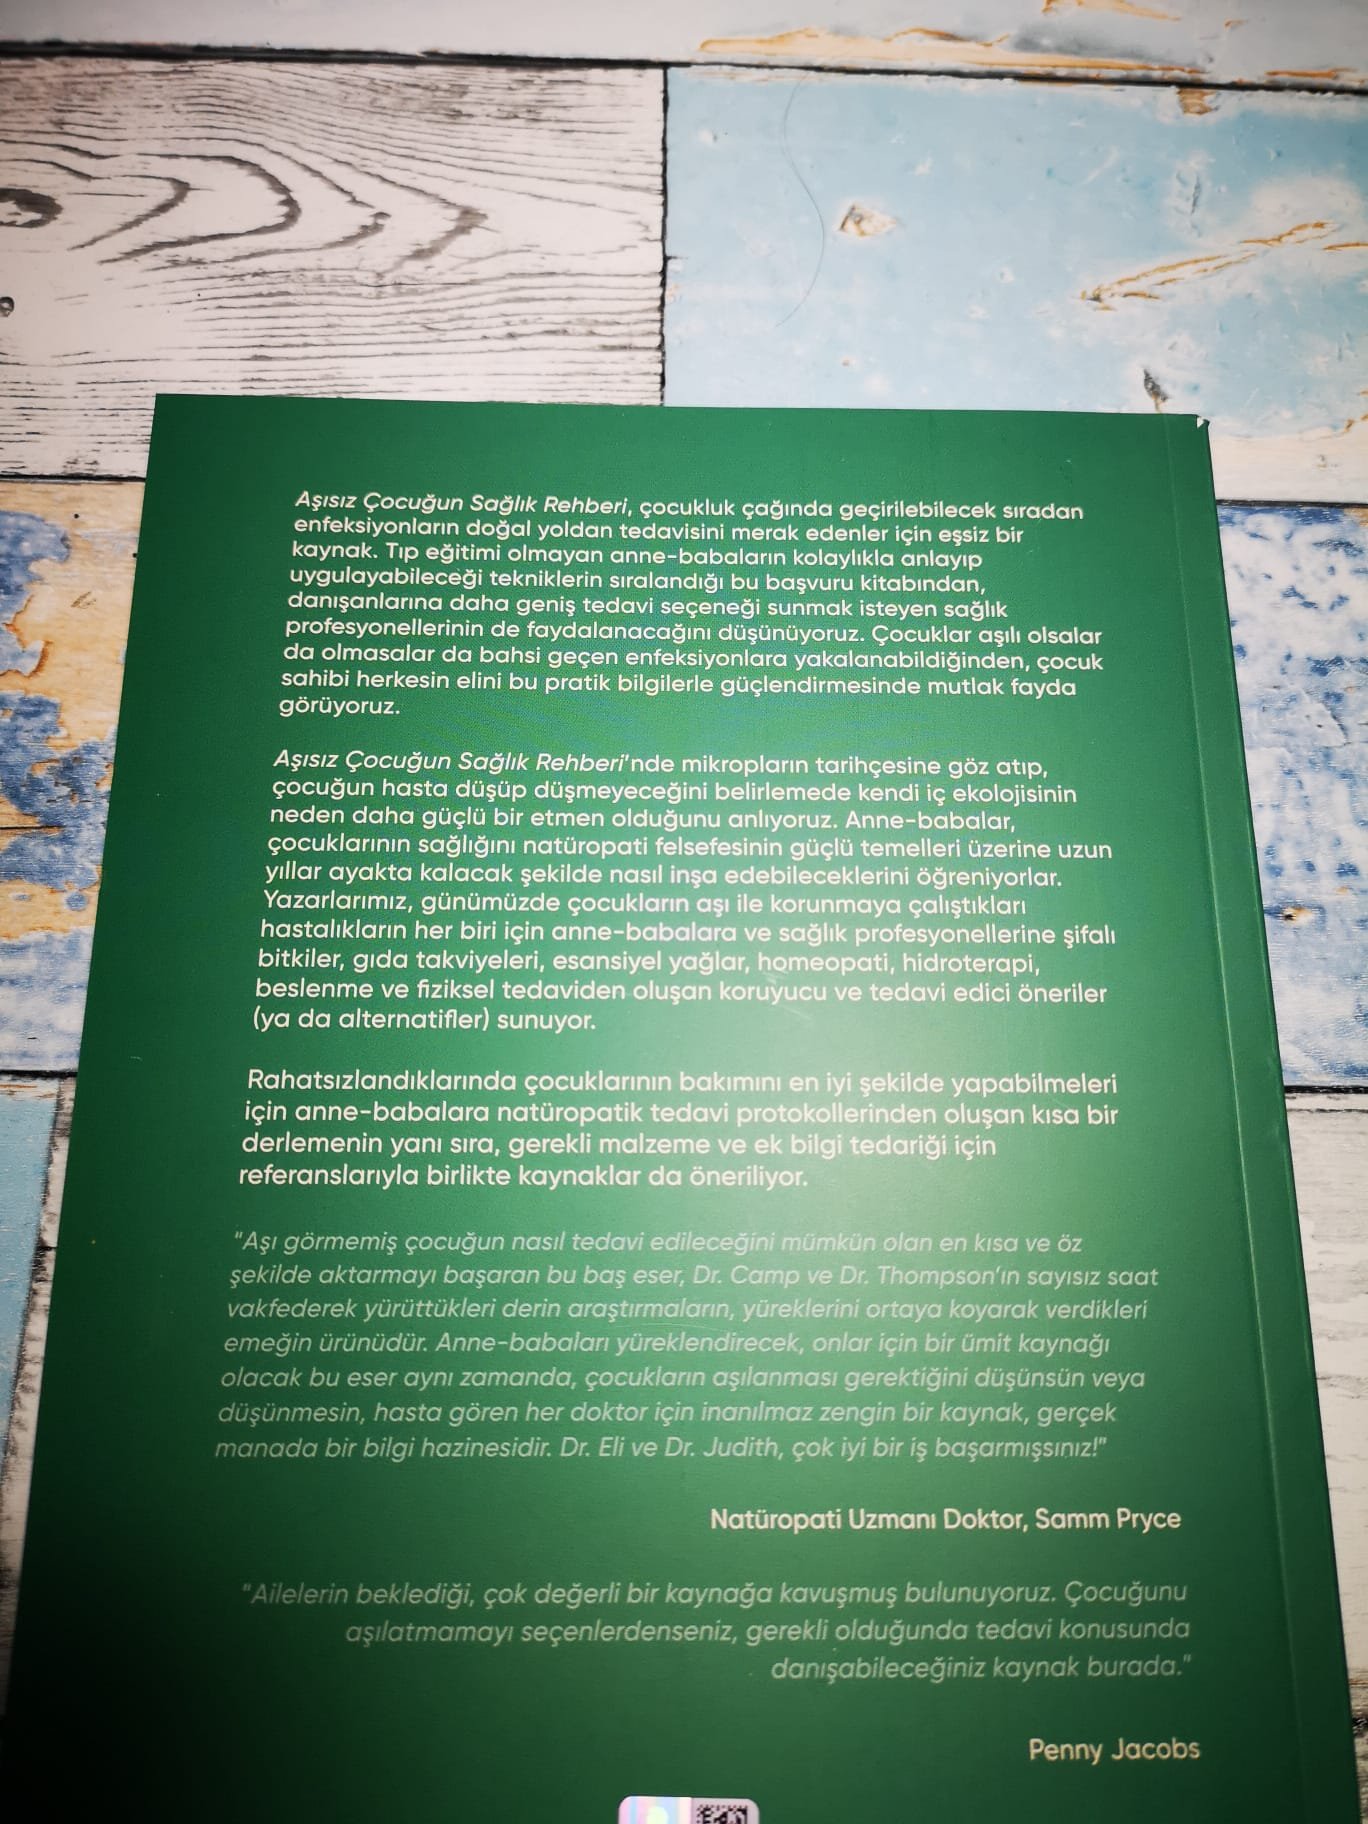 Aşısız Çocuğun Sağlık Rehberi, çocukluk çağında geçirilebilecek sıradan
enfeksiyonların doğal yoldan tedavisini merak edenler için eşsiz bir
kaynak. Tıp eğitimi olmayan anne-babaların kolaylıkla anlayıp
uygulayabileceği tekniklerin sıralandığı bu başvuru kitabından,
danışanlarına daha geniş tedavi seçeneği sunmak isteyen sağlık
profesyonellerinin de faydalanacağını düşünüyoruz. Çocuklar aşılı olsalar
da olmasalar da bahsi geçen enfeksiyonlara yakalanabildiğinden, çocuk
sahibi herkesin elini bu pratik bilgilerle güçlendirmesinde mutlak fayda
görüyoruz.
Aşısız Çocuğun Sağlık Rehberi'nde mikropların tarihçesine göz atıp,
çocuğun hasta düşüp düşmeyeceğini belirlemede kendi iç ekolojisinin
neden daha güçlü bir etmen olduğunu anlıyoruz. Anne-babalar,
çocuklarının sağlığını natüropati felsefesinin güçlü temelleri üzerine uzun
yıllar ayakta kalacak şekilde nasıl inşa edebileceklerini öğreniyorlar.
Yazarlarımız, günümüzde çocukların aşı ile korunmaya çalıştıkları
hastalıkların her biri için anne-babalara ve sağlık profesyonellerine şifalı
bitkiler, gıda takviyeleri, esansiyel yağlar, homeopati, hidroterapi,
beslenme ve fiziksel tedaviden oluşan koruyucu ve tedavi edici öneriler
(ya da alternatifler) sunuyor.
Rahatsızlandıklarında çocuklarının bakımını en iyi şekilde yapabilmeleri
için anne-babalara natüropatik tedavi protokollerinden oluşan kısa bir
derlemenin yanı sıra, gerekli malzeme ve ek bilgi tedariği için
referanslarıyla birlikte kaynaklar da öneriliyor.
"Aşı görmemiş çocuğun nasıl tedavi edileceğini mümkün olan en kısa ve öz
şekilde aktarmayı başaran bu baş eser, Dr. Camp ve Dr. Thompson'ın sayısız saat
vakfederek yürüttükleri derin araştırmaların, yüreklerini ortaya koyarak verdikleri
emeğin ürünüdür. Anne-babaları yüreklendirecek, onlar için bir ümit kaynağı
olacak bu eser aynı zamanda, çocukların aşılanması gerektiğini düşünsün veya
düşünmesin, hasta gören her doktor için inanılmaz zengin bir kaynak, gerçek
manada bir bilgi hazinesidir. Dr. Eli ve Dr. Judith, çok iyi bir iş başarmışsınız!"
Natüropati Uzmanı Doktor, Samm Pryce
"Ailelerin beklediği, çok değerli bir kaynağa kavuşmuş bulunuyoruz. Çocuğunu
aşılatmamayı seçenlerdenseniz, gerekli olduğunda tedavi konusunda
danışabileceğiniz kaynak burada."
Penny Jacobs